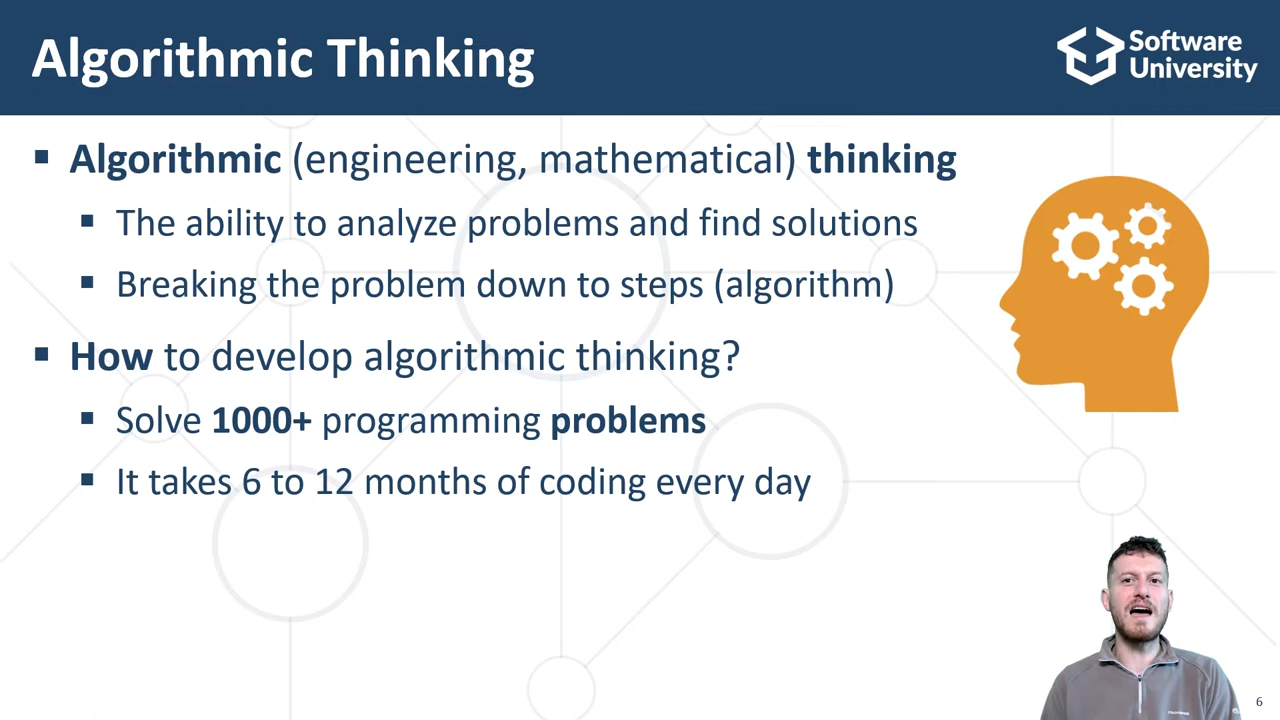 Algorithmic Thinking
Software
University
▪ Algorithmic (engineering, mathematical) thinking
▪ The ability to analyze problems and find solutions
▪ Breaking the problem down to steps (algorithm)
▪ How to develop algorithmic thinking?
▪ Solve 1000+ programming problems
▪ It takes 6 to 12 months of coding every day
6